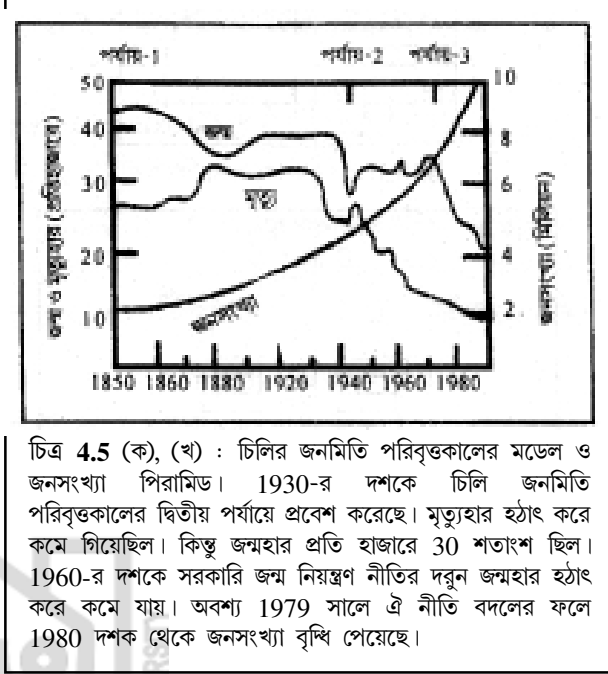 পর্যায়-1 পর্যায়-2 পর্যায়-3
50 10
40 8
30 6
20 4
10 2
জন্ম
মৃত্যু
জনসংখ্যা
জন্ম ও মৃত্যুহার (প্রতিহাজারে)
জনসংখ্যা (মিলিয়ন)
1850 1860 1880 1920 1940 1960 1980
চিত্র 4.5 (ক), (খ) : চিলির জনমিতি পরিবৃত্তকালের মডেল ও
জনসংখ্যা পিরামিড। 1930-র দশকে চিলি জনমিতি
পরিবৃত্তকালের দ্বিতীয় পর্যায়ে প্রবেশ করেছে। মৃত্যুহার হঠাৎ করে
কমে গিয়েছিল। কিন্তু জন্মহার প্রতি হাজারে 30 শতাংশ ছিল।
1960-র দশকে সরকারি জন্ম নিয়ন্ত্রণ নীতির দরুন জন্মহার হঠাৎ
করে কমে যায়। অবশ্য 1979 সালে ঐ নীতি বদলের ফলে
1980 দশক থেকে জনসংখ্যা বৃদ্ধি পেয়েছে।